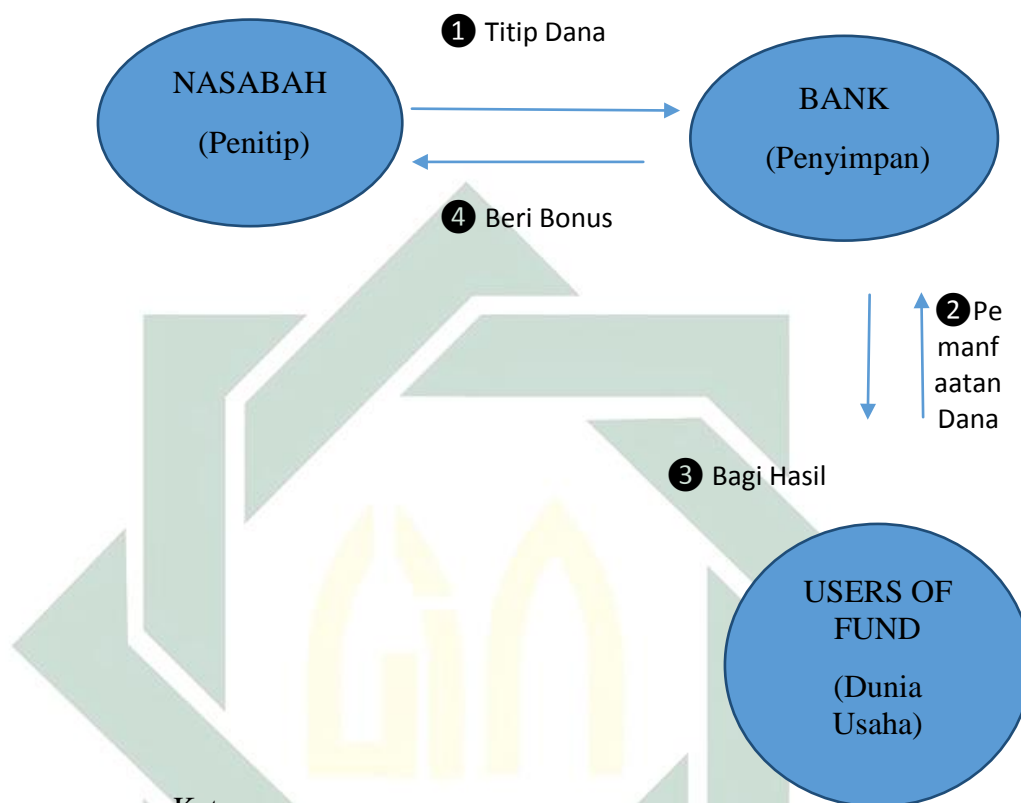 ❶ Titip Dana
NASABAH
(Penitip)
BANK
(Penyimpan)
❹ Beri Bonus
❷Pe
manf
aatan
Dana
❸ Bagi Hasil
USERS OF
FUND
(Dunia
Usaha)